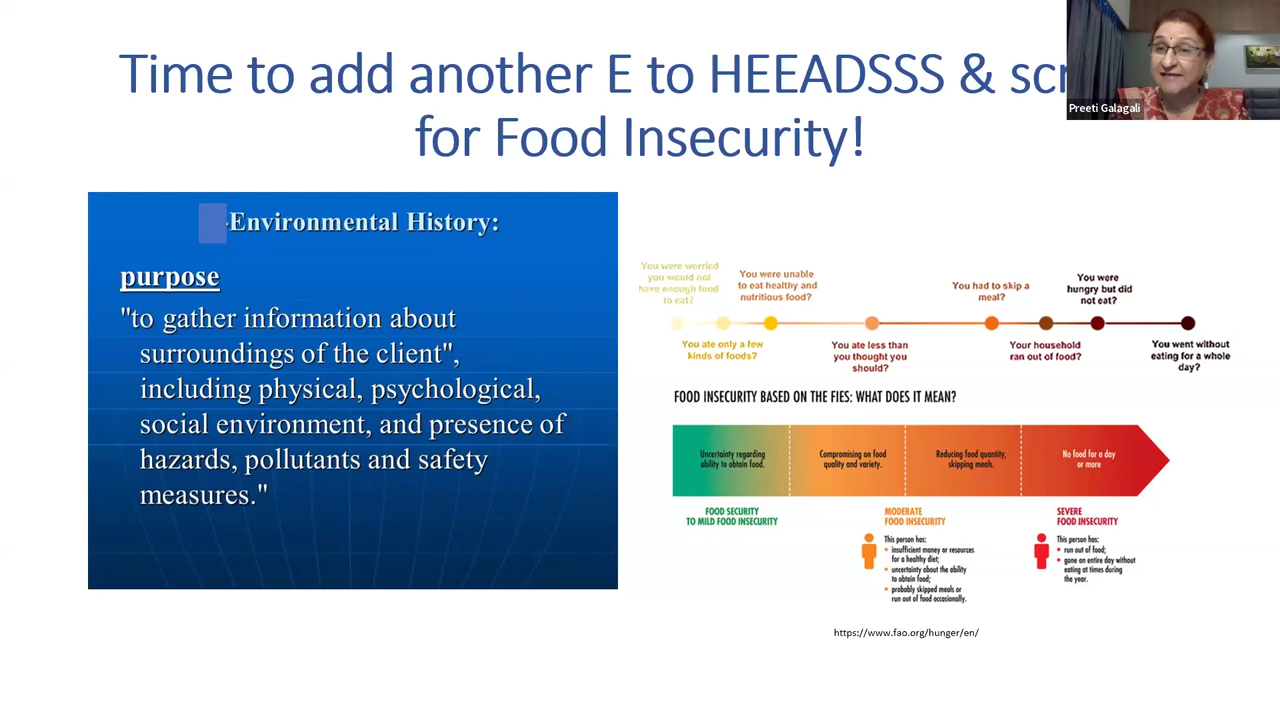 Time to add another E to HEEADSSS & scr
for Food Insecurity!
Preeti Galagali
-Environmental History:
purpose
"to gather information about
surroundings of the client",
including physical, psychological,
social environment, and presence of
hazards, pollutants and safety
measures."
You were worried
you would not
have enough food
to eat?
You were unable
to eat healthy and
nutritious food?
You had to skip a
meal?
You were
hungry but did
not eat?
You ate only a few
kinds of foods?
You ate less than
you thought you
should?
Your household
ran out of food?
You went without
eating for a whole
day?
FOOD INSECURITY BASED ON THE FIES: WHAT DOES IT MEAN?
Uncertainty regarding
ability to obtain food.
Compromising on food
quality and variety.
Reducing food quantity,
skipping meals.
No food for a day
or more
FOOD SECURITY
TO MILD FOOD INSECURITY
MODERATE
FOOD INSECURITY
This person has:
• insufficient money or resources
for a healthy diet;
• uncertainty about the ability
to obtain food;
• probably skipped meals or
run out of food occasionally.
SEVERE
FOOD INSECURITY
This person has:
• run out of food;
• gone an entire day without
eating at times during
the year.
https://www.fao.org/hunger/en/